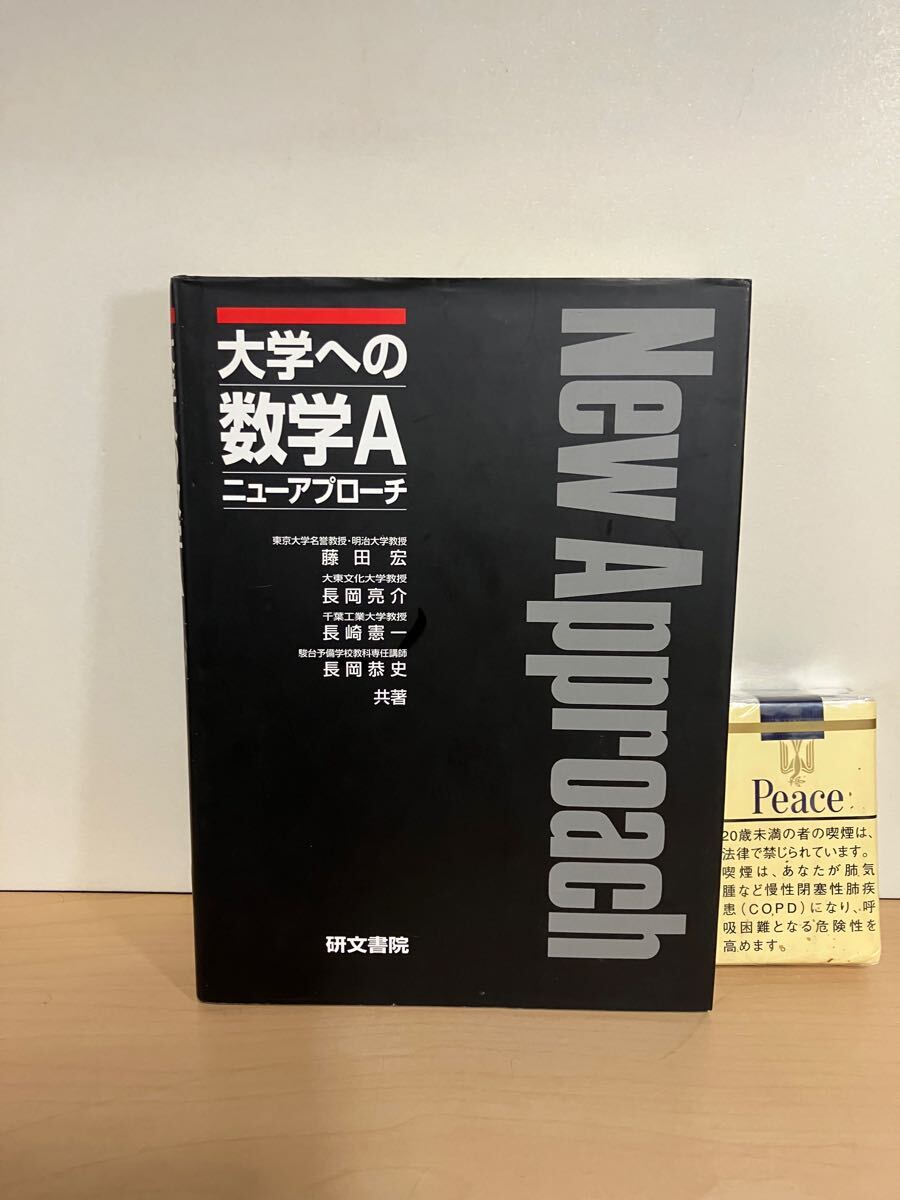 大学への
数学A
ニューアプローチ
東京大学名誉教授・明治大学教授
藤田 宏
大東文化大学教授
長岡亮介
千葉工業大学教授
長崎憲一
駿台予備学校教科専任講師
長岡恭史
共著
研文書院
New Approach
Peace
20歳未満の者の喫煙は、
法律で禁じられています。
喫煙は、あなたが肺気
腫など慢性閉塞性肺疾
患(COPD)になり、呼
吸困難となる危険性を
高めます。